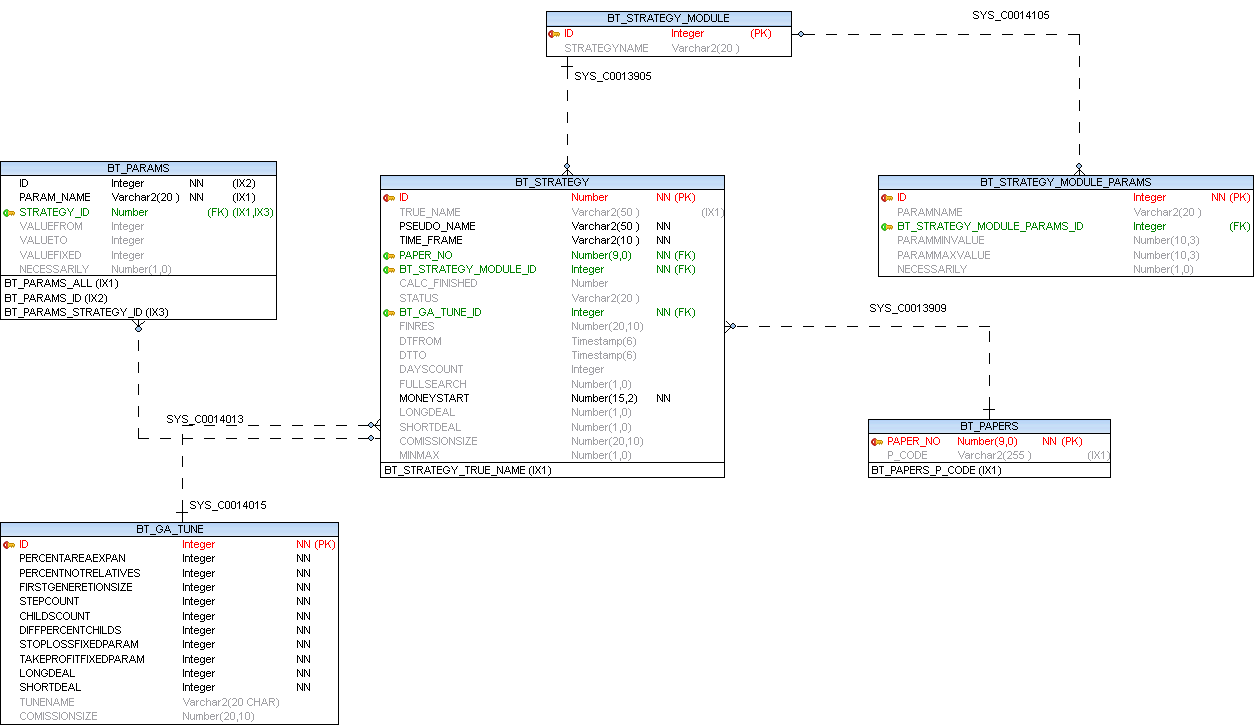 BT_STRATEGY_MODULE
ID Integer (PK)
STRATEGYNAME Varchar2(20 )
SYS_C0014105
SYS_C0013905
BT_PARAMS
ID Integer NN (IX2)
PARAM_NAME Varchar2(20 ) NN (IX1)
STRATEGY_ID Number (FK) (IX1,IX3)
VALUEFROM Integer
VALUETO Integer
VALUEFIXED Integer
NECESSARILY Number(1,0)
BT_PARAMS_ALL (IX1)
BT_PARAMS_ID (IX2)
BT_PARAMS_STRATEGY_ID (IX3)
BT_STRATEGY
ID Number NN (PK)
TRUE_NAME Varchar2(50 ) (IX1)
PSEUDO_NAME Varchar2(50 ) NN
TIME_FRAME Varchar2(10 ) NN
PAPER_NO Number(9,0) NN (FK)
BT_STRATEGY_MODULE_ID Integer NN (FK)
CALC_FINISHED Number
STATUS Varchar2(20 )
BT_GA_TUNE_ID Integer NN (FK)
FINRES Number(20,10)
DTFROM Timestamp(6)
DTTO Timestamp(6)
DAYSCOUNT Integer
FULLSEARCH Number(1,0)
MONEYSTART Number(15,2) NN
LONGDEAL Number(1,0)
SHORTDEAL Number(1,0)
COMISSIONSIZE Number(20,10)
MINMAX Number(1,0)
BT_STRATEGY_TRUE_NAME (IX1)
BT_STRATEGY_MODULE_PARAMS
ID Integer NN (PK)
PARAMNAME Varchar2(20 )
BT_STRATEGY_MODULE_PARAMS_ID Integer (FK)
PARAMMINVALUE Number(10,3)
PARAMMAXVALUE Number(10,3)
NECESSARILY Number(1,0)
SYS_C0013909
BT_PAPERS
PAPER_NO Number(9,0) NN (PK)
P_CODE Varchar2(255 ) (IX1)
BT_PAPERS_P_CODE (IX1)
SYS_C0014013
SYS_C0014015
BT_GA_TUNE
ID Integer NN (PK)
PERCENTAREAEXPAN Integer NN
PERCENTNOTRELATIVES Integer NN
FIRSTGENERETIONSIZE Integer NN
STEPCOUNT Integer NN
CHILDSCOUNT Integer NN
DIFFPERCENTCHILDS Integer NN
STOPLOSSFIXEDPARAM Integer NN
TAKEPROFITFIXEDPARAM Integer NN
LONGDEAL Integer NN
SHORTDEAL Integer NN
TUNENAME Varchar2(20 CHAR)
COMISSIONSIZE Number(20,10)